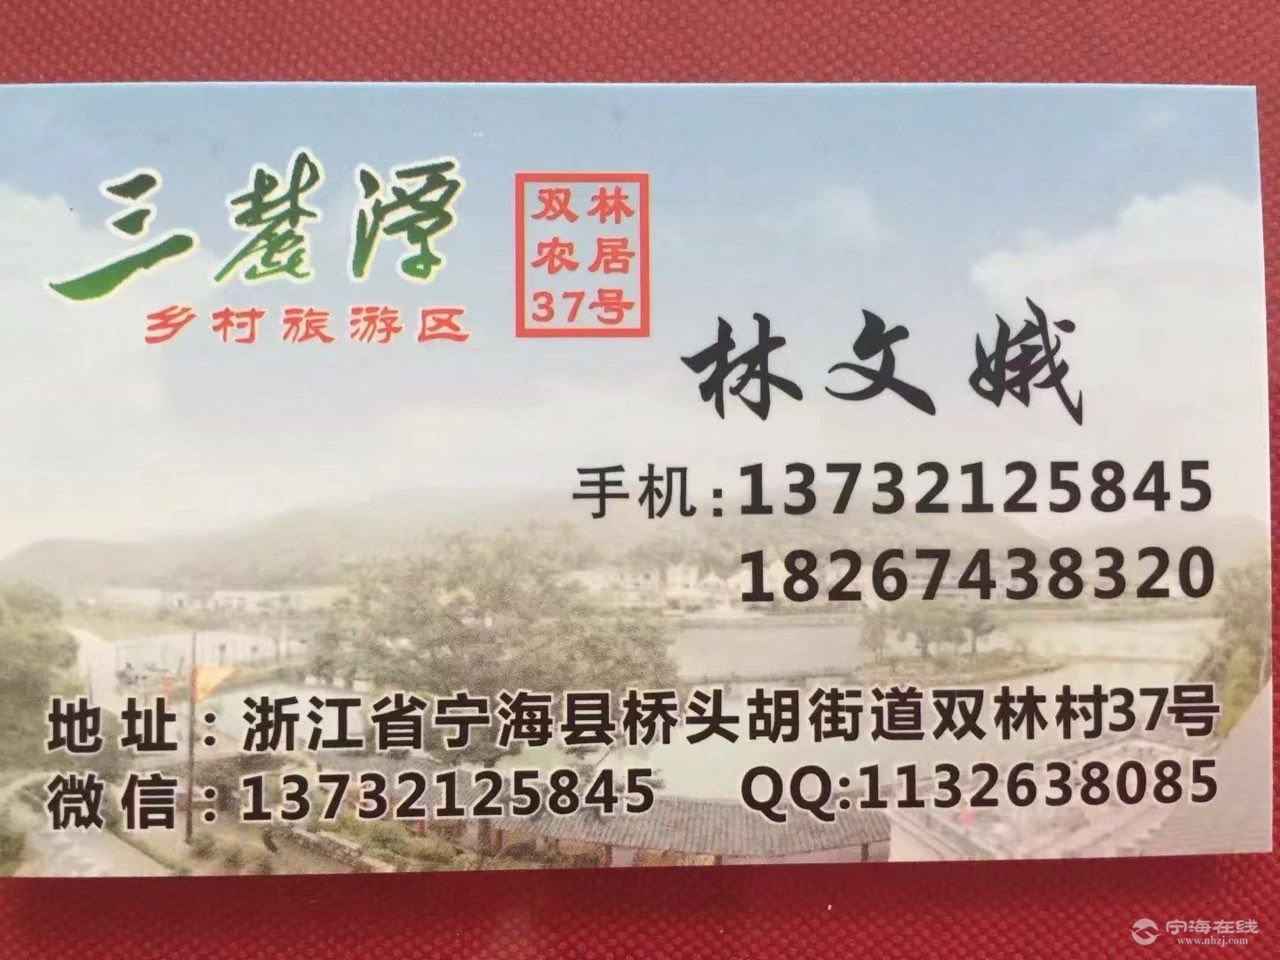 三麓潭
乡村旅游区
双林
农居
37号
林文娥
手机:13732121584​5
18267438320
地址:浙江省宁海县桥头胡街道双林村37号
微信:13732125845 QQ:1132638085
宁海在线
www.nhzj.com